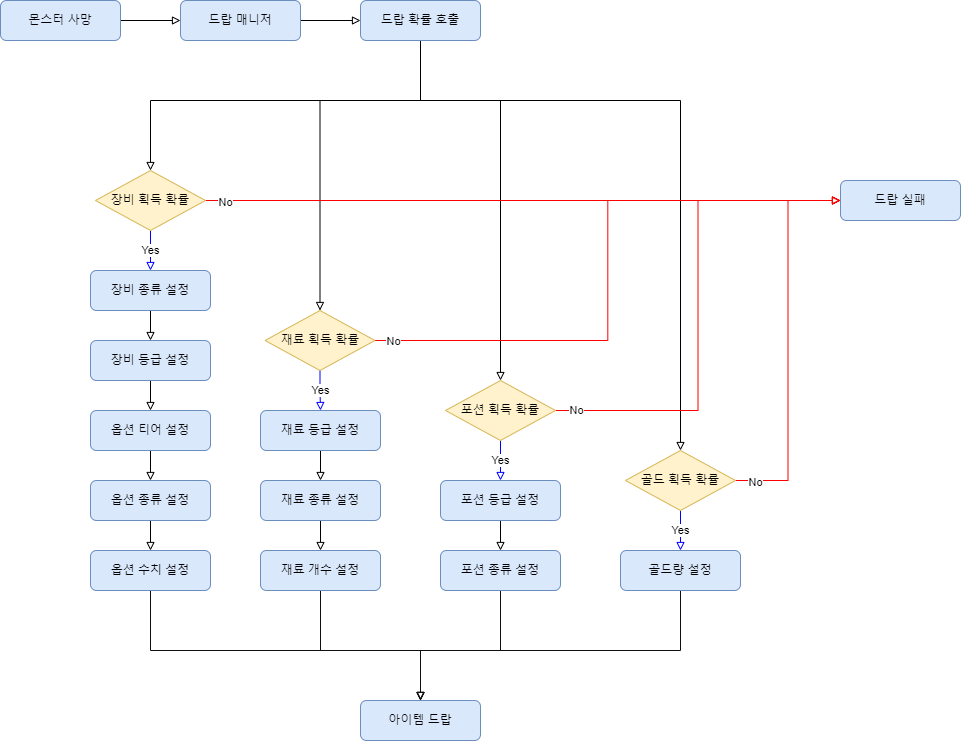 몬스터 사망
드랍 매니저
드랍 확률 호출
장비 획득 확률
No
드랍 실패
Yes
장비 종류 설정
재료 획득 확률
No
장비 등급 설정
Yes
포션 획득 확률
No
옵션 티어 설정
재료 등급 설정
Yes
골드 획득 확률
No
옵션 종류 설정
재료 종류 설정
포션 등급 설정
Yes
옵션 수치 설정
재료 개수 설정
포션 종류 설정
골드량 설정
아이템 드랍